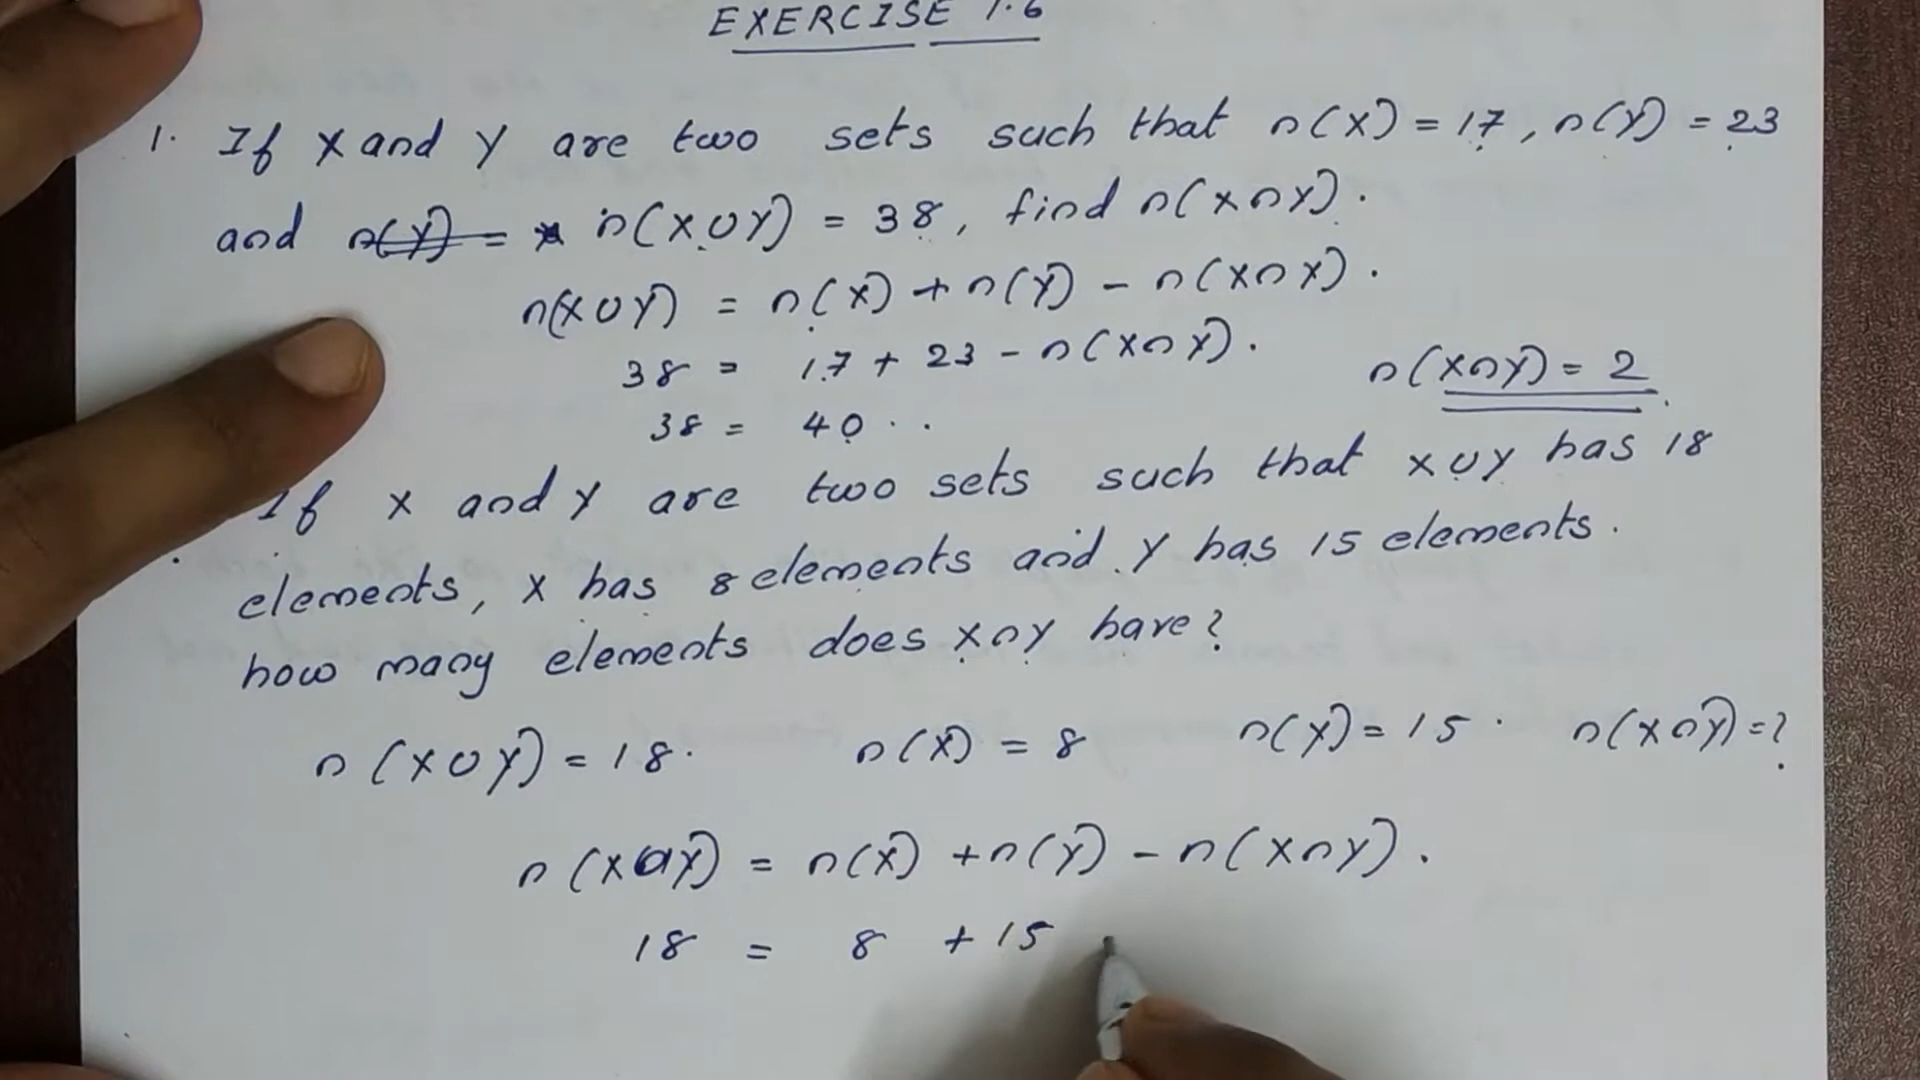 EXERCISE 1.6
1. If X and Y are two sets such that n(X) = 17, n(Y) = 23
and n(Y) = n(X∪Y) = 38, find n(X∩Y).
n(X∪Y) = n(X) + n(Y) - n(X∩Y).
38 = 17 + 23 - n(X∩Y).
n(X∩Y) = 2
38 = 40
If X and Y are two sets such that X∪Y has 18
elements, X has 8 elements and Y has 15 elements.
how many elements does X∩Y have?
n(X∪Y) = 18. n(X) = 8 n(Y) = 15. n(X∩Y) = ?
n(X∪Y) = n(X) + n(Y) - n(X∩Y).
18 = 8 + 15